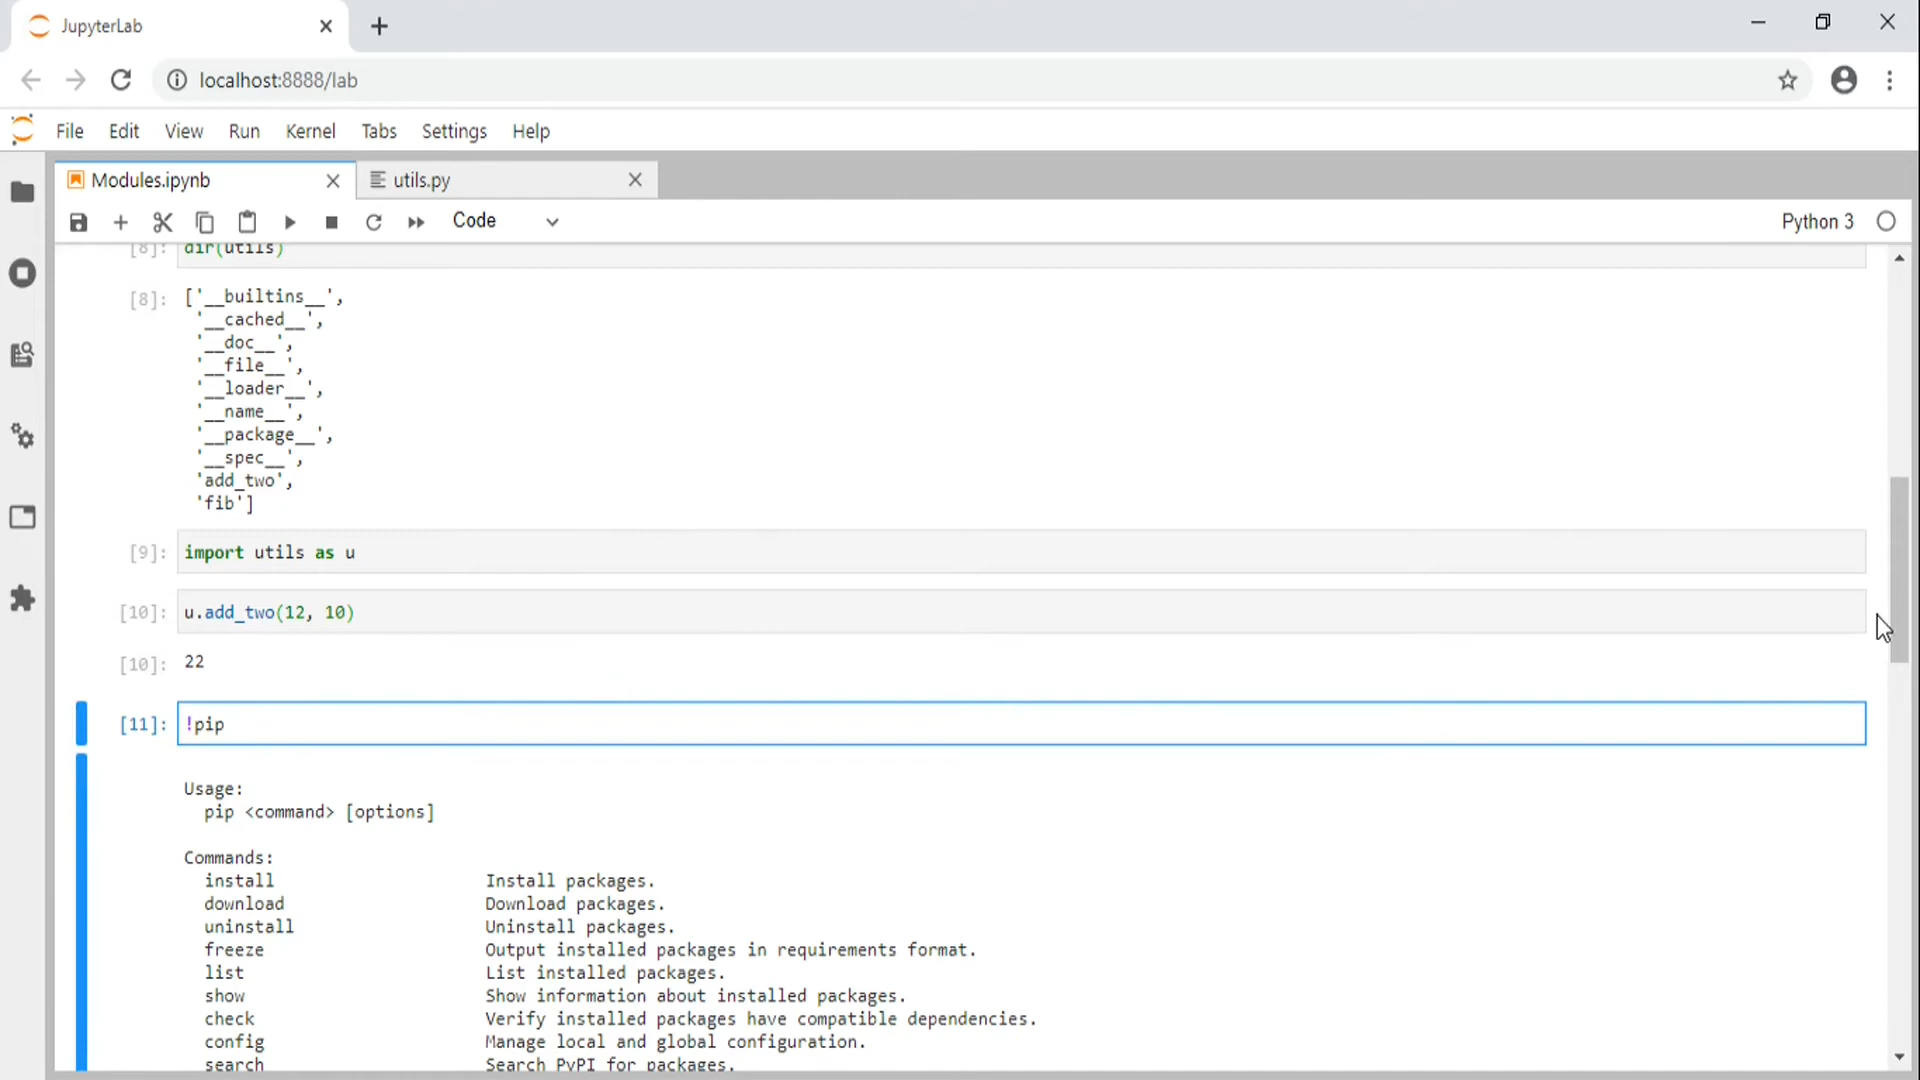 JupyterLab
localhost:8888/lab
File Edit View Run Kernel Tabs Settings Help
Modules.ipynb utils.py
Code Python 3
[8]: dir(utils)
[8]: ['__builtins__',
'__cached__',
'__doc__',
'__file__',
'__loader__',
'__name__',
'__package__',
'__spec__',
'add_two',
'fib']
[9]: import utils as u
[10]: u.add_two(12, 10)
[10]: 22
[11]: !pip
Usage:
pip <command> [options]
Commands:
install Install packages.
download Download packages.
uninstall Uninstall packages.
freeze Output installed packages in requirements format.
list List installed packages.
show Show information about installed packages.
check Verify installed packages have compatible dependencies.
config Manage local and global configuration.
search Search PyPI for packages.